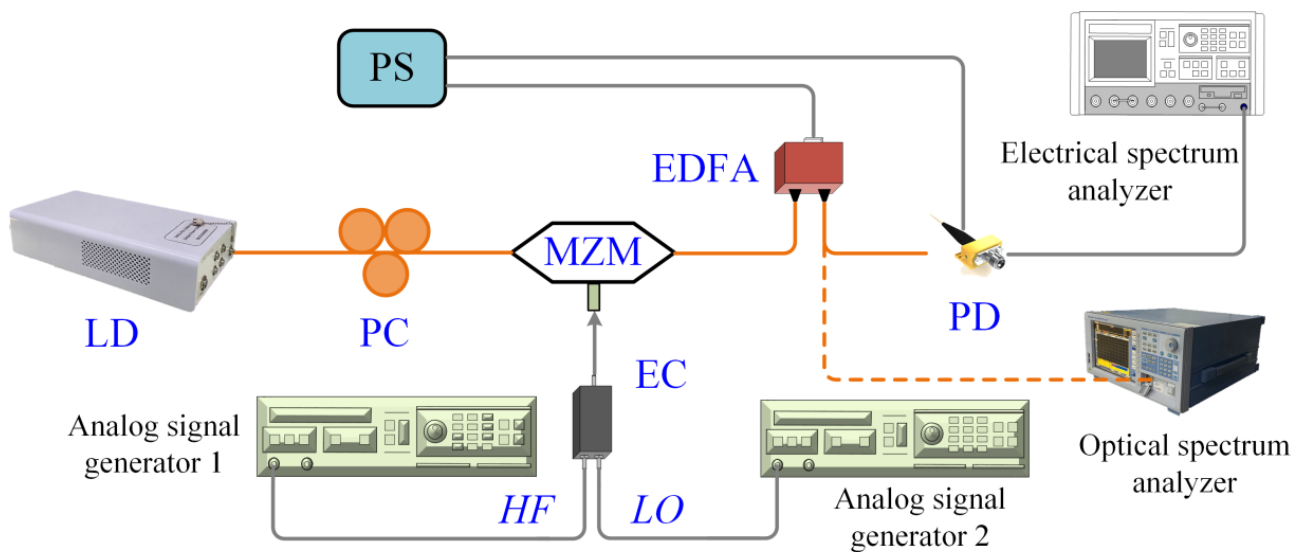 PS
Electrical spectrum
analyzer
EDFA
MZM
LD
PC
PD
EC
Analog signal
generator 1
HF
LO
Analog signal
generator 2
Optical spectrum
analyzer